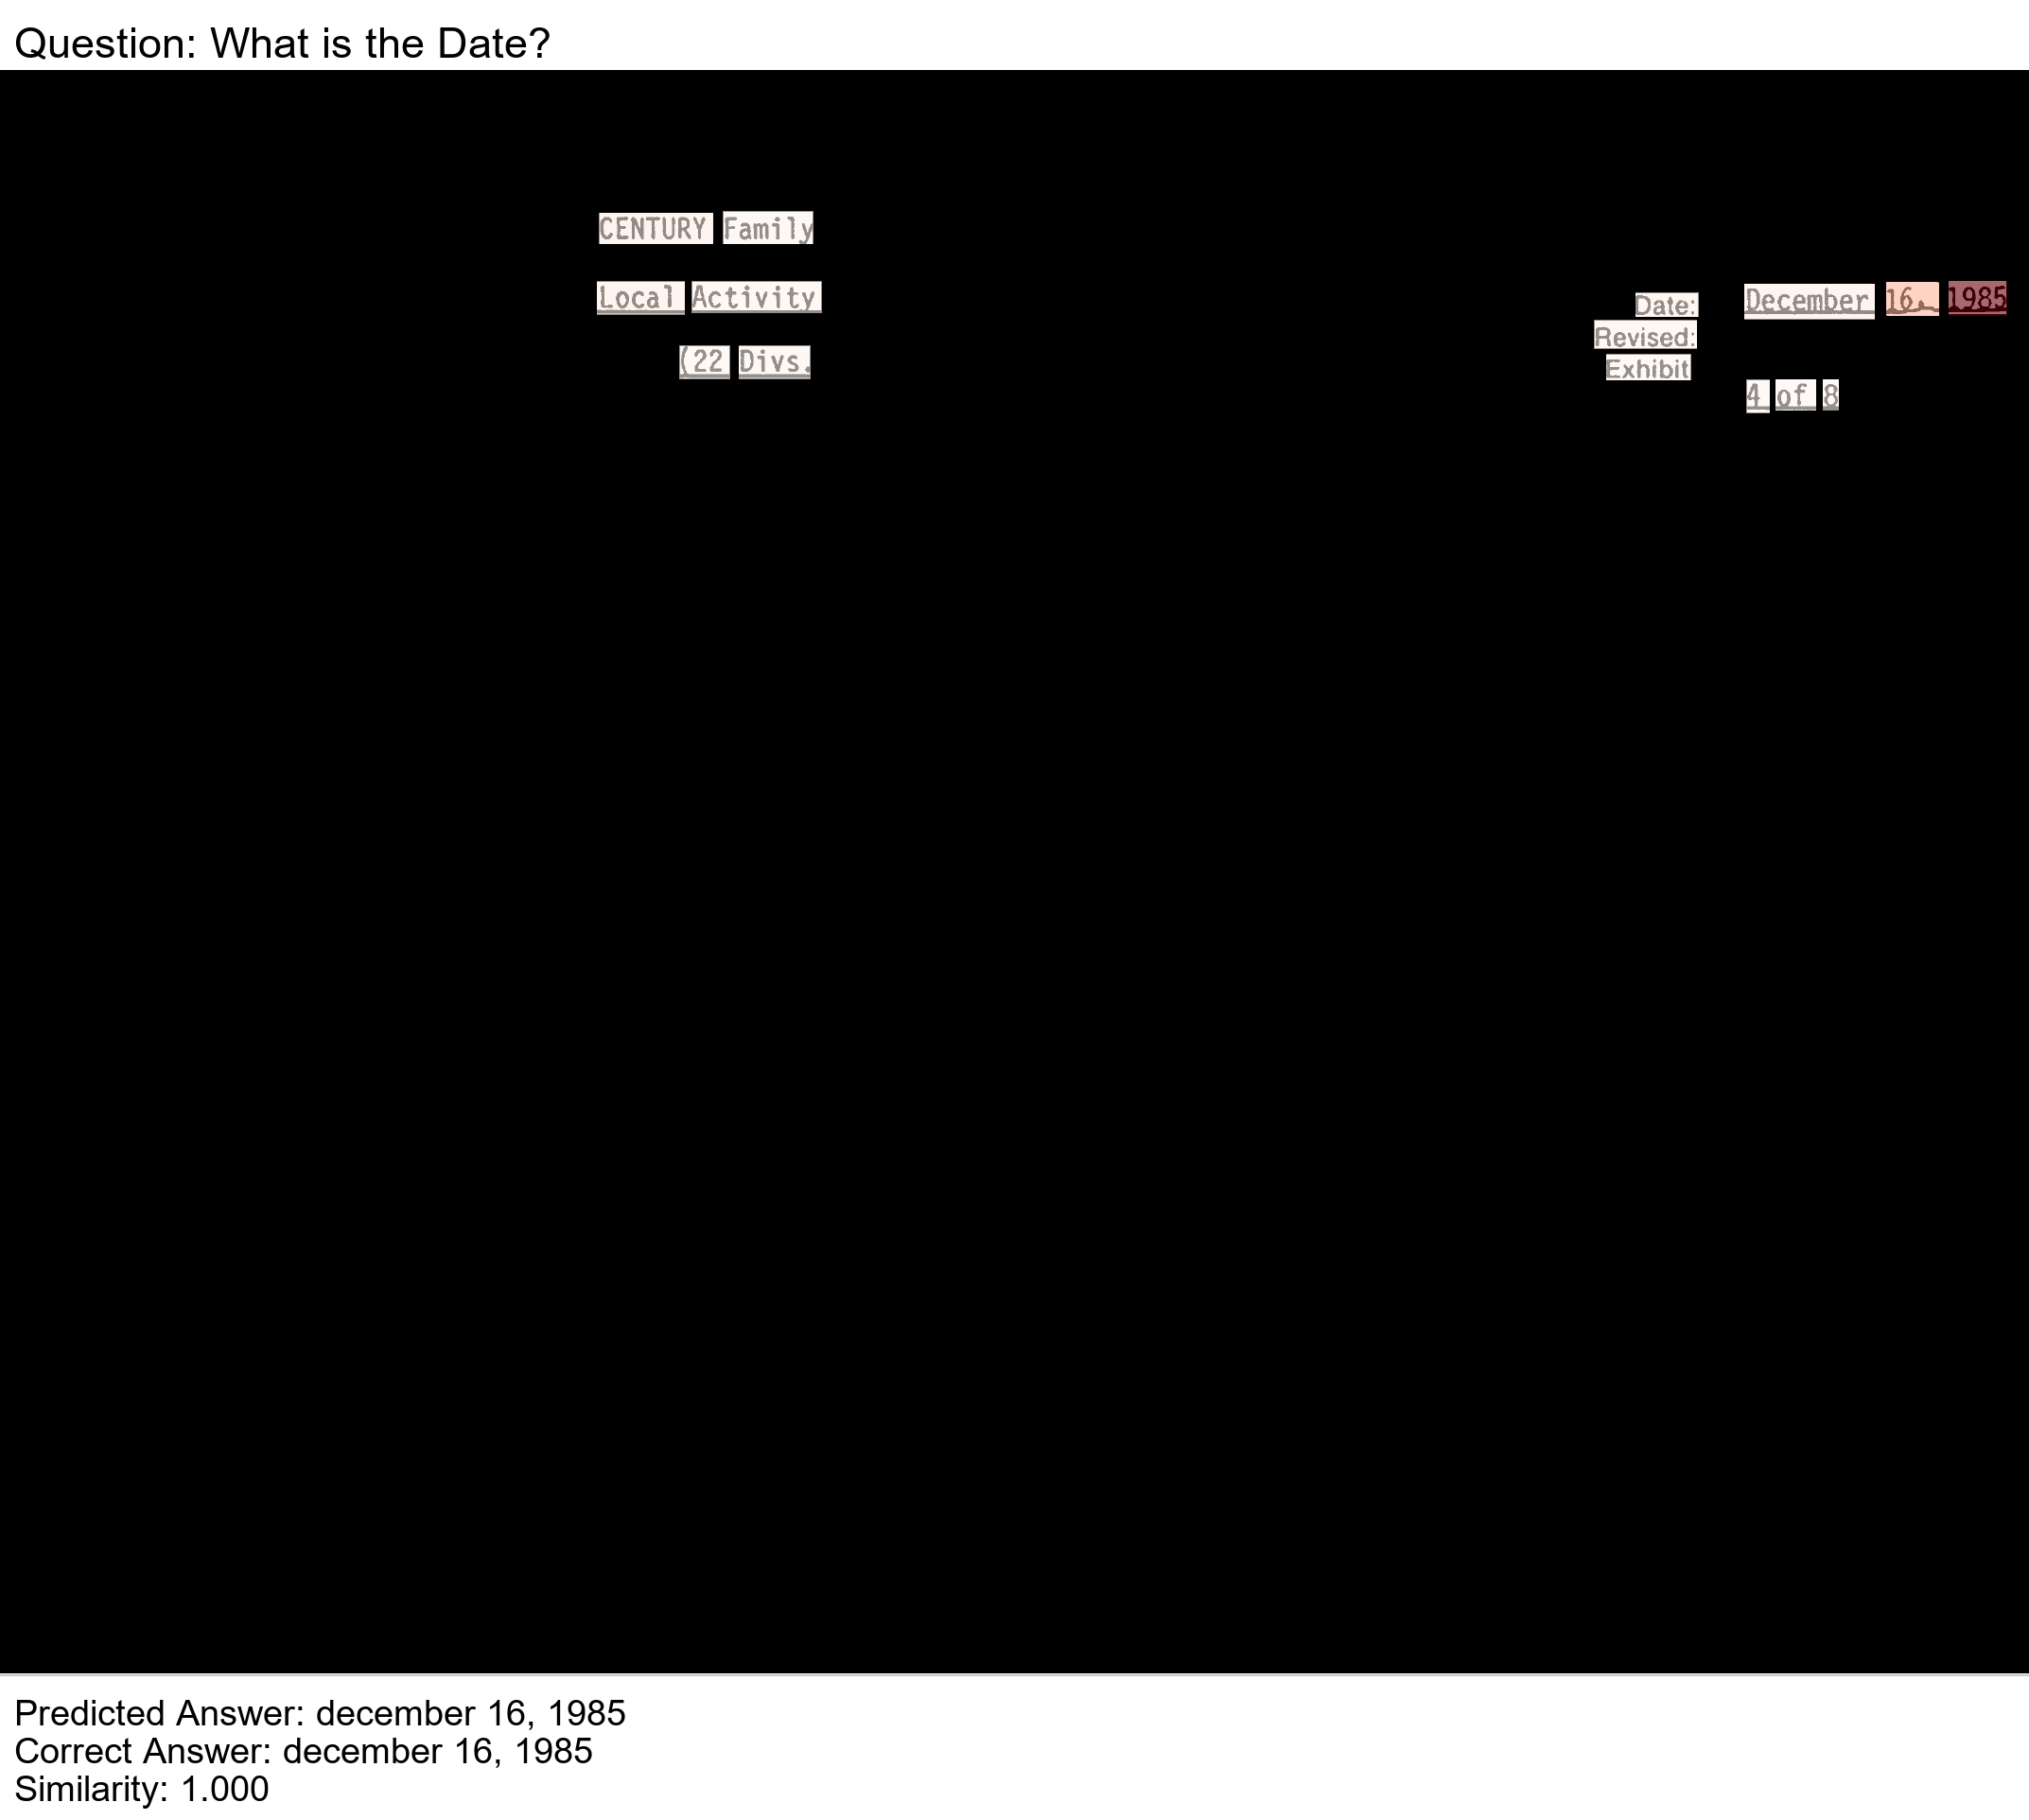 Question: What is the Date?
CENTURY Family
Local Activity
(22 Divs.
Date: December 16, 1985
Revised:
Exhibit
4 of 8
Predicted Answer: december 16, 1985
Correct Answer: december 16, 1985
Similarity: 1.000